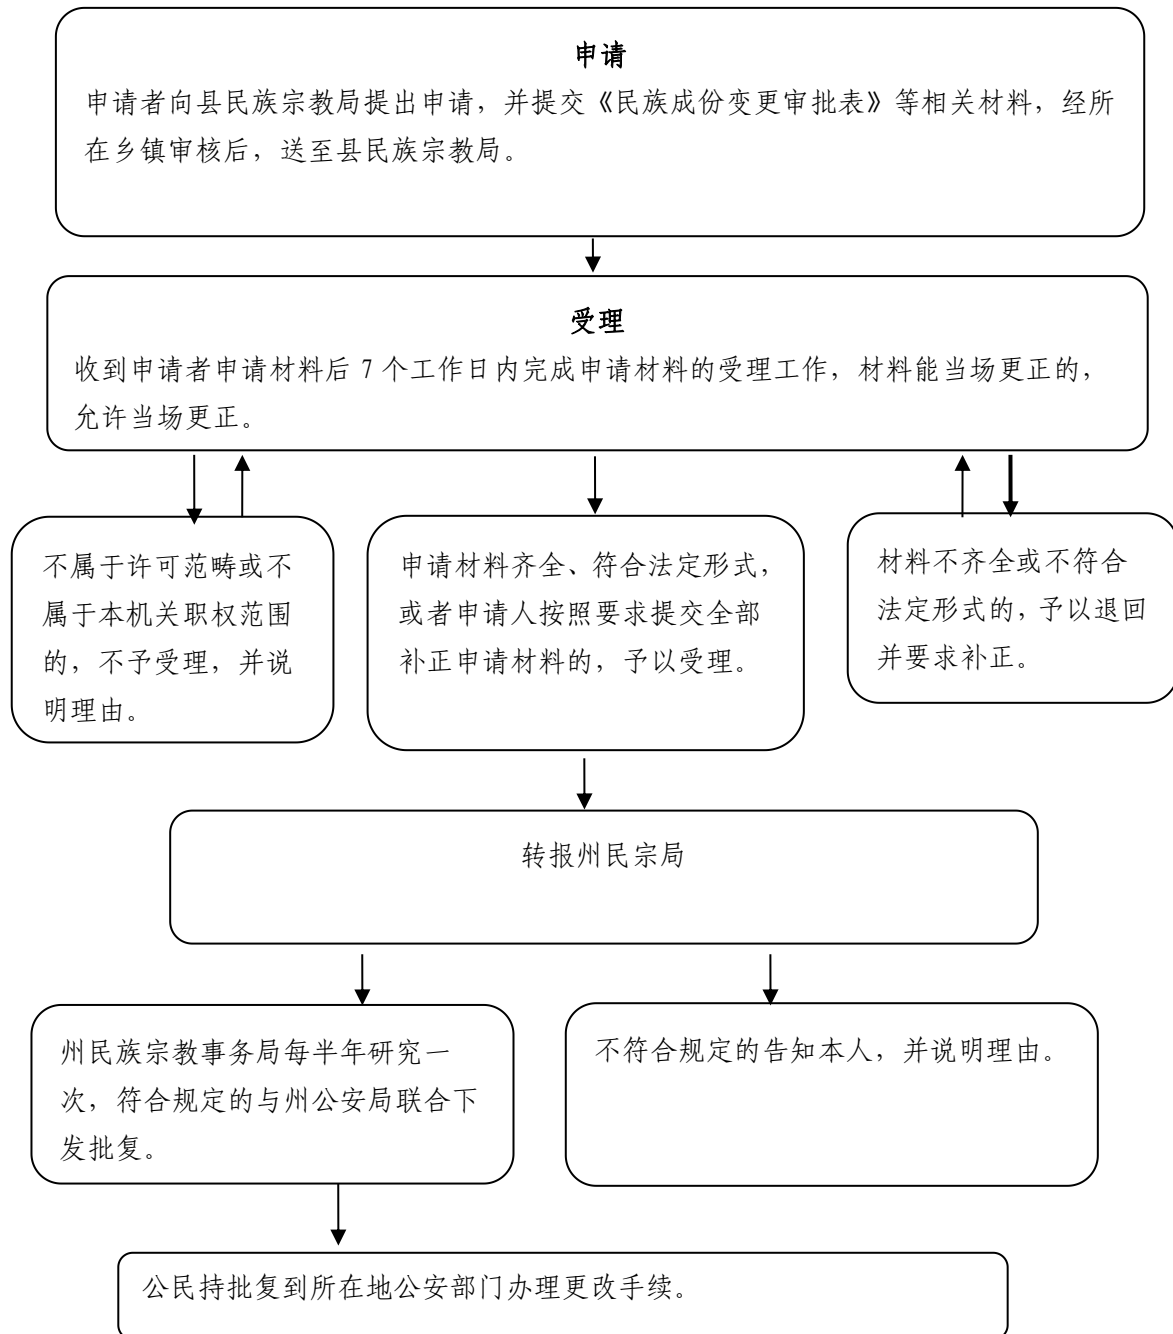 申请
申请者向县民族宗教局提出申请，并提交《民族成份变更审批表》等相关材料，经所
在乡镇审核后，送至县民族宗教局。
受理
收到申请者申请材料后 7 个工作日内完成申请材料的受理工作，材料能当场更正的，
允许当场更正。
不属于许可范畴或不
属于本机关职权范围
的，不予受理，并说
明理由。
申请材料齐全、符合法定形式，
或者申请人按照要求提交全部
补正申请材料的，予以受理。
材料不齐全或不符合
法定形式的，予以退回
并要求补正。
转报州民宗局
州民族宗教事务局每半年研究一
次，符合规定的与州公安局联合下
发批复。
不符合规定的告知本人，并说明理由。
公民持批复到所在地公安部门办理更改手续。